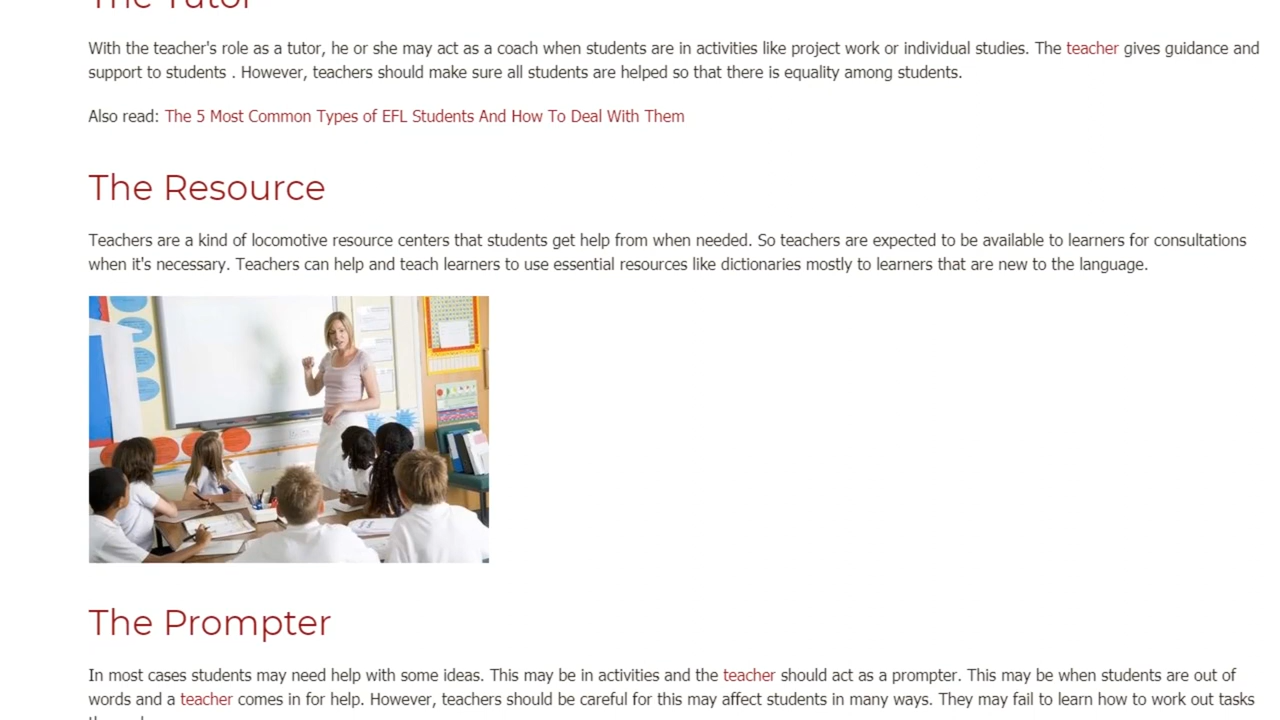 The Tutor
With the teacher's role as a tutor, he or she may act as a coach when students are in activities like project work or individual studies. The teacher gives guidance and
support to students . However, teachers should make sure all students are helped so that there is equality among students.
Also read: The 5 Most Common Types of EFL Students And How To Deal With Them
The Resource
Teachers are a kind of locomotive resource centers that students get help from when needed. So teachers are expected to be available to learners for consultations
when it's necessary. Teachers can help and teach learners to use essential resources like dictionaries mostly to learners that are new to the language.
The Prompter
In most cases students may need help with some ideas. This may be in activities and the teacher should act as a prompter. This may be when students are out of
words and a teacher comes in for help. However, teachers should be careful for this may affect students in many ways. They may fail to learn how to work out tasks